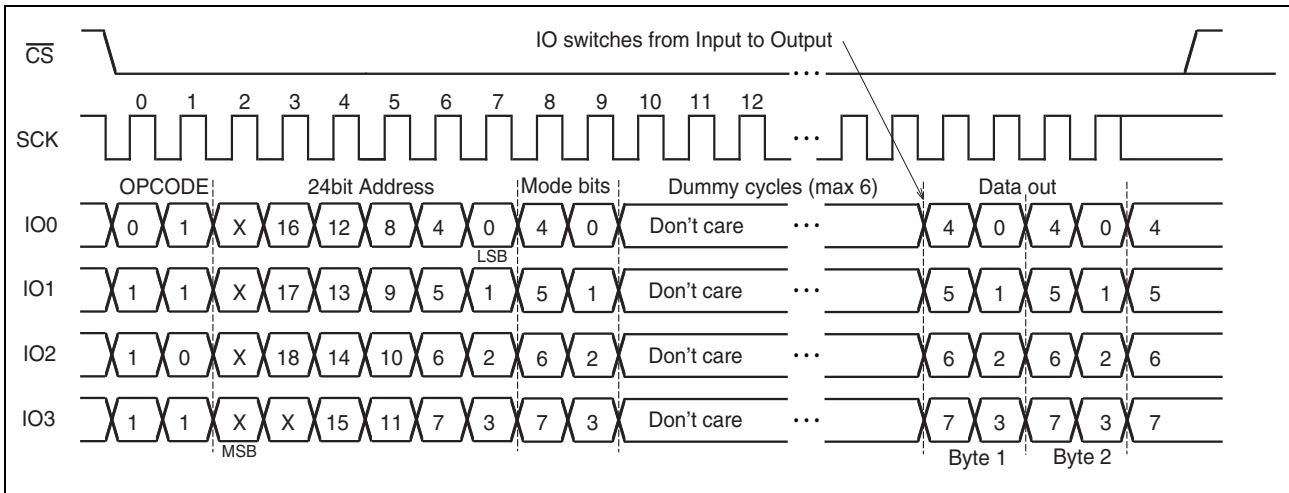 IO switches from Input to Output
CS
0 1 2 3 4 5 6 7 8 9 10 11 12
SCK
OPCODE 24bit Address Mode bits Dummy cycles (max 6) Data out
IO0 0 1 X 16 12 8 4 0 4 0 Don't care 4 0 4 0 4
LSB
IO1 1 1 X 17 13 9 5 1 5 1 Don't care 5 1 5 1 5
IO2 1 0 X 18 14 10 6 2 6 2 Don't care 6 2 6 2 6
IO3 1 1 X X 15 11 7 3 7 3 Don't care 7 3 7 3 7
MSB
Byte 1 Byte 2